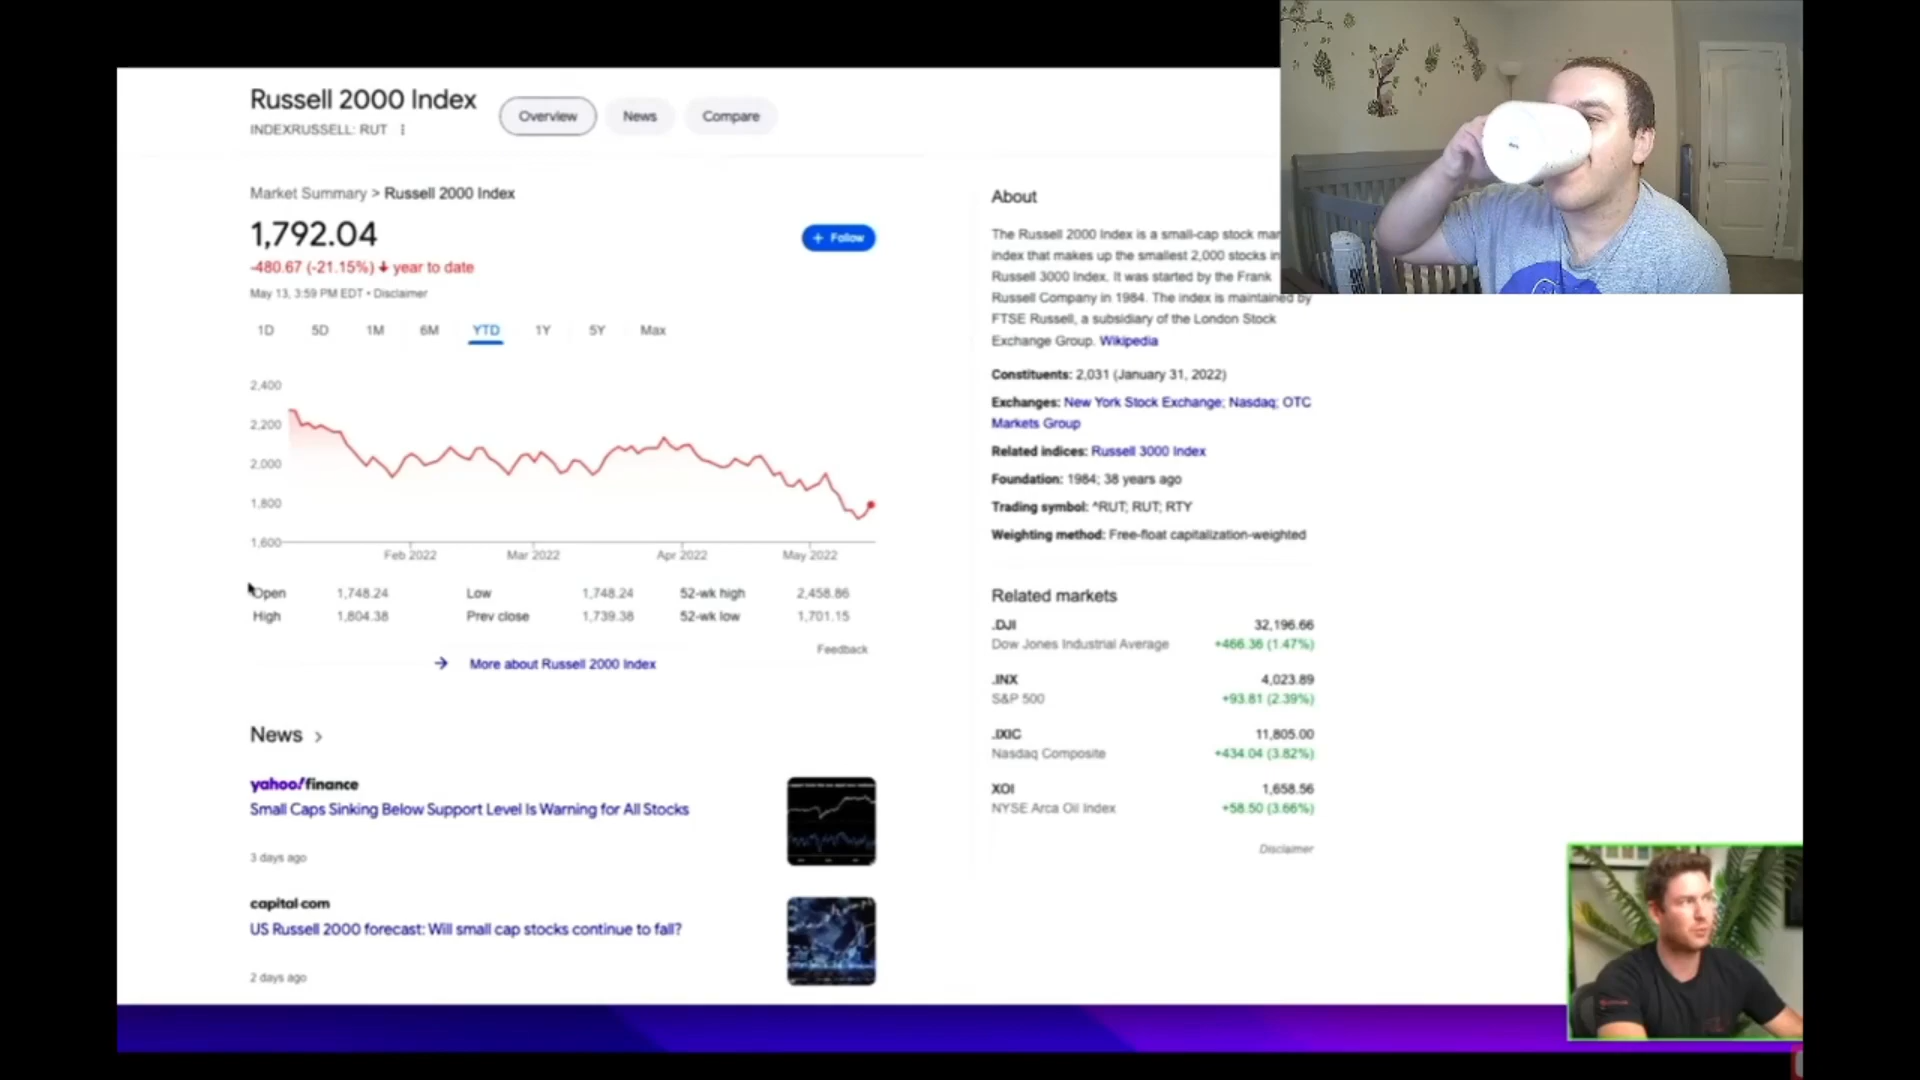 Russell 2000 Index
INDEXRUSSELL: RUT
Overview
News
Compare
Market Summary > Russell 2000 Index
1,792.04
-480.67 (-21.15%) ↓ year to date
May 13, 3:59 PM EDT • Disclaimer
+ Follow
1D 5D 1M 6M YTD 1Y 5Y Max
2,400
2,200
2,000
1,800
1,600
Feb 2022 Mar 2022 Apr 2022 May 2022
Open 1,748.24 Low 1,748.24 52-wk high 2,458.86
High 1,804.38 Prev close 1,739.38 52-wk low 1,701.15
Feedback
→ More about Russell 2000 Index
News >
yahoo!finance
Small Caps Sinking Below Support Level Is Warning for All Stocks
3 days ago
capital.com
US Russell 2000 forecast: Will small cap stocks continue to fall?
2 days ago
About
The Russell 2000 Index is a small-cap stock mar
index that makes up the smallest 2,000 stocks in
Russell 3000 Index. It was started by the Frank
Russell Company in 1984. The index is maintained by
FTSE Russell, a subsidiary of the London Stock
Exchange Group. Wikipedia
Constituents: 2,031 (January 31, 2022)
Exchanges: New York Stock Exchange; Nasdaq; OTC
Markets Group
Related indices: Russell 3000 Index
Foundation: 1984; 38 years ago
Trading symbol: ^RUT; RUT; RTY
Weighting method: Free-float capitalization-weighted
Related markets
.DJI 32,196.66
Dow Jones Industrial Average +466.36 (1.47%)
.INX 4,023.89
S&P 500 +93.81 (2.39%)
.IXIC 11,805.00
Nasdaq Composite +434.04 (3.82%)
XOI 1,658.56
NYSE Arca Oil Index +58.50 (3.66%)
Disclaimer